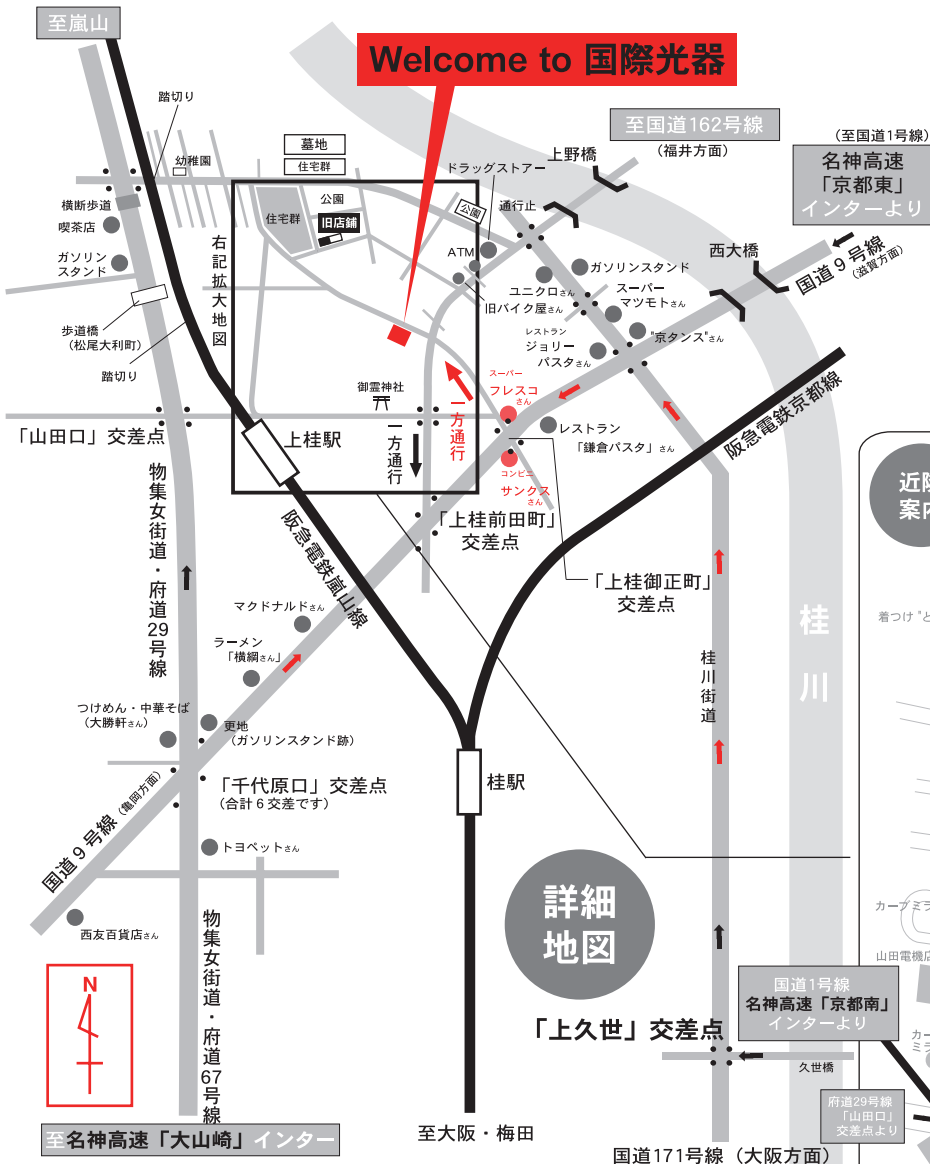 至嵐山
Welcome to 国際光器
踏切り
至国道162号線
(福井方面)
(至国道1号線)
名神高速
「京都東」
インターより
墓地
住宅群
幼稚園
ドラッグストアー
上野橋
公園
住宅群
旧店舗
公園
通行止
横断歩道
喫茶店
ガソリン
スタンド
右記拡大地図
ATM
旧バイク屋さん
ユニクロさん
ガソリンスタンド
スーパー
マツモトさん
西大橋
国道9号線
(滋賀方面)
歩道橋
(松尾大利町)
踏切り
レストラン
ジョリー
パスタさん
"京タンス"さん
スーパー
フレスコ
さん
御霊神社
一方通行
一方通行
「山田口」交差点
上桂駅
レストラン
「鎌倉パスタ」さん
阪急電鉄京都線
コンビニ
サンクス
さん
物集女街道・府道29号線
阪急電鉄嵐山線
「上桂前田町」
交差点
「上桂御正町」
交差点
マクドナルドさん
ラーメン
「横綱さん」
桂川街道
桂川
着つけ "と
つけめん・中華そば
(大勝軒さん)
更地
(ガソリンスタンド跡)
「千代原口」交差点
(合計6交差です)
桂駅
国道9号線
(亀岡方面)
トヨペットさん
西友百貨店さん
詳細
地図
カーブミラ
山田電機店
物集女街道・府道67号線
N
国道1号線
名神高速「京都南」
インターより
「上久世」交差点
カー
ミラ
久世橋
府道29号線
「山田口」
交差点より
至名神高速「大山崎」インター
至大阪・梅田
国道171号線(大阪方面)